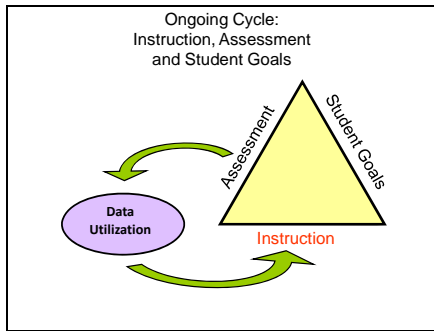 Ongoing Cycle:
Instruction, Assessment
and Student Goals
Assessment
Student Goals
Data
Utilization
Instruction